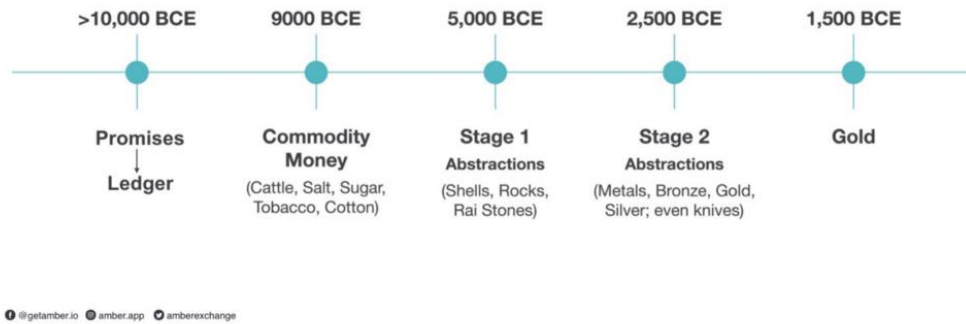 >10,000 BCE
9000 BCE
5,000 BCE
2,500 BCE
1,500 BCE
Promises
Ledger
Commodity
Money
(Cattle, Salt, Sugar,
Tobacco, Cotton)
Stage 1
Abstractions
(Shells, Rocks,
Rai Stones)
Stage 2
Abstractions
(Metals, Bronze, Gold,
Silver; even knives)
Gold
@getamber.io amber.app amberexchange